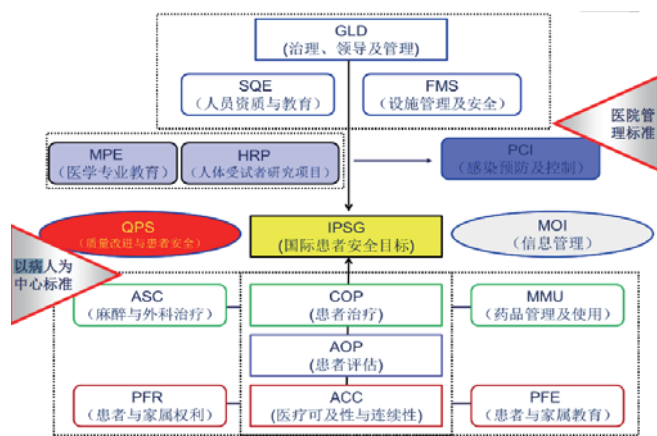 GLD
(治理、领导及管理)
SQE
(人员资质与教育)
FMS
(设施管理及安全)
医院管
理标准
MPE
(医学专业教育)
HRP
(人体受试者研究项目)
PCI
(感染预防及控制)
QPS
(质量改进与患者安全)
IPSG
(国际患者安全目标)
MOI
(信息管理)
以病人为
中心标准
ASC
(麻醉与外科治疗)
COP
(患者治疗)
MMU
(药品管理及使用)
AOP
(患者评估)
PFR
(患者与家属权利)
ACC
(医疗可及性与连续性)
PFE
(患者与家属教育)